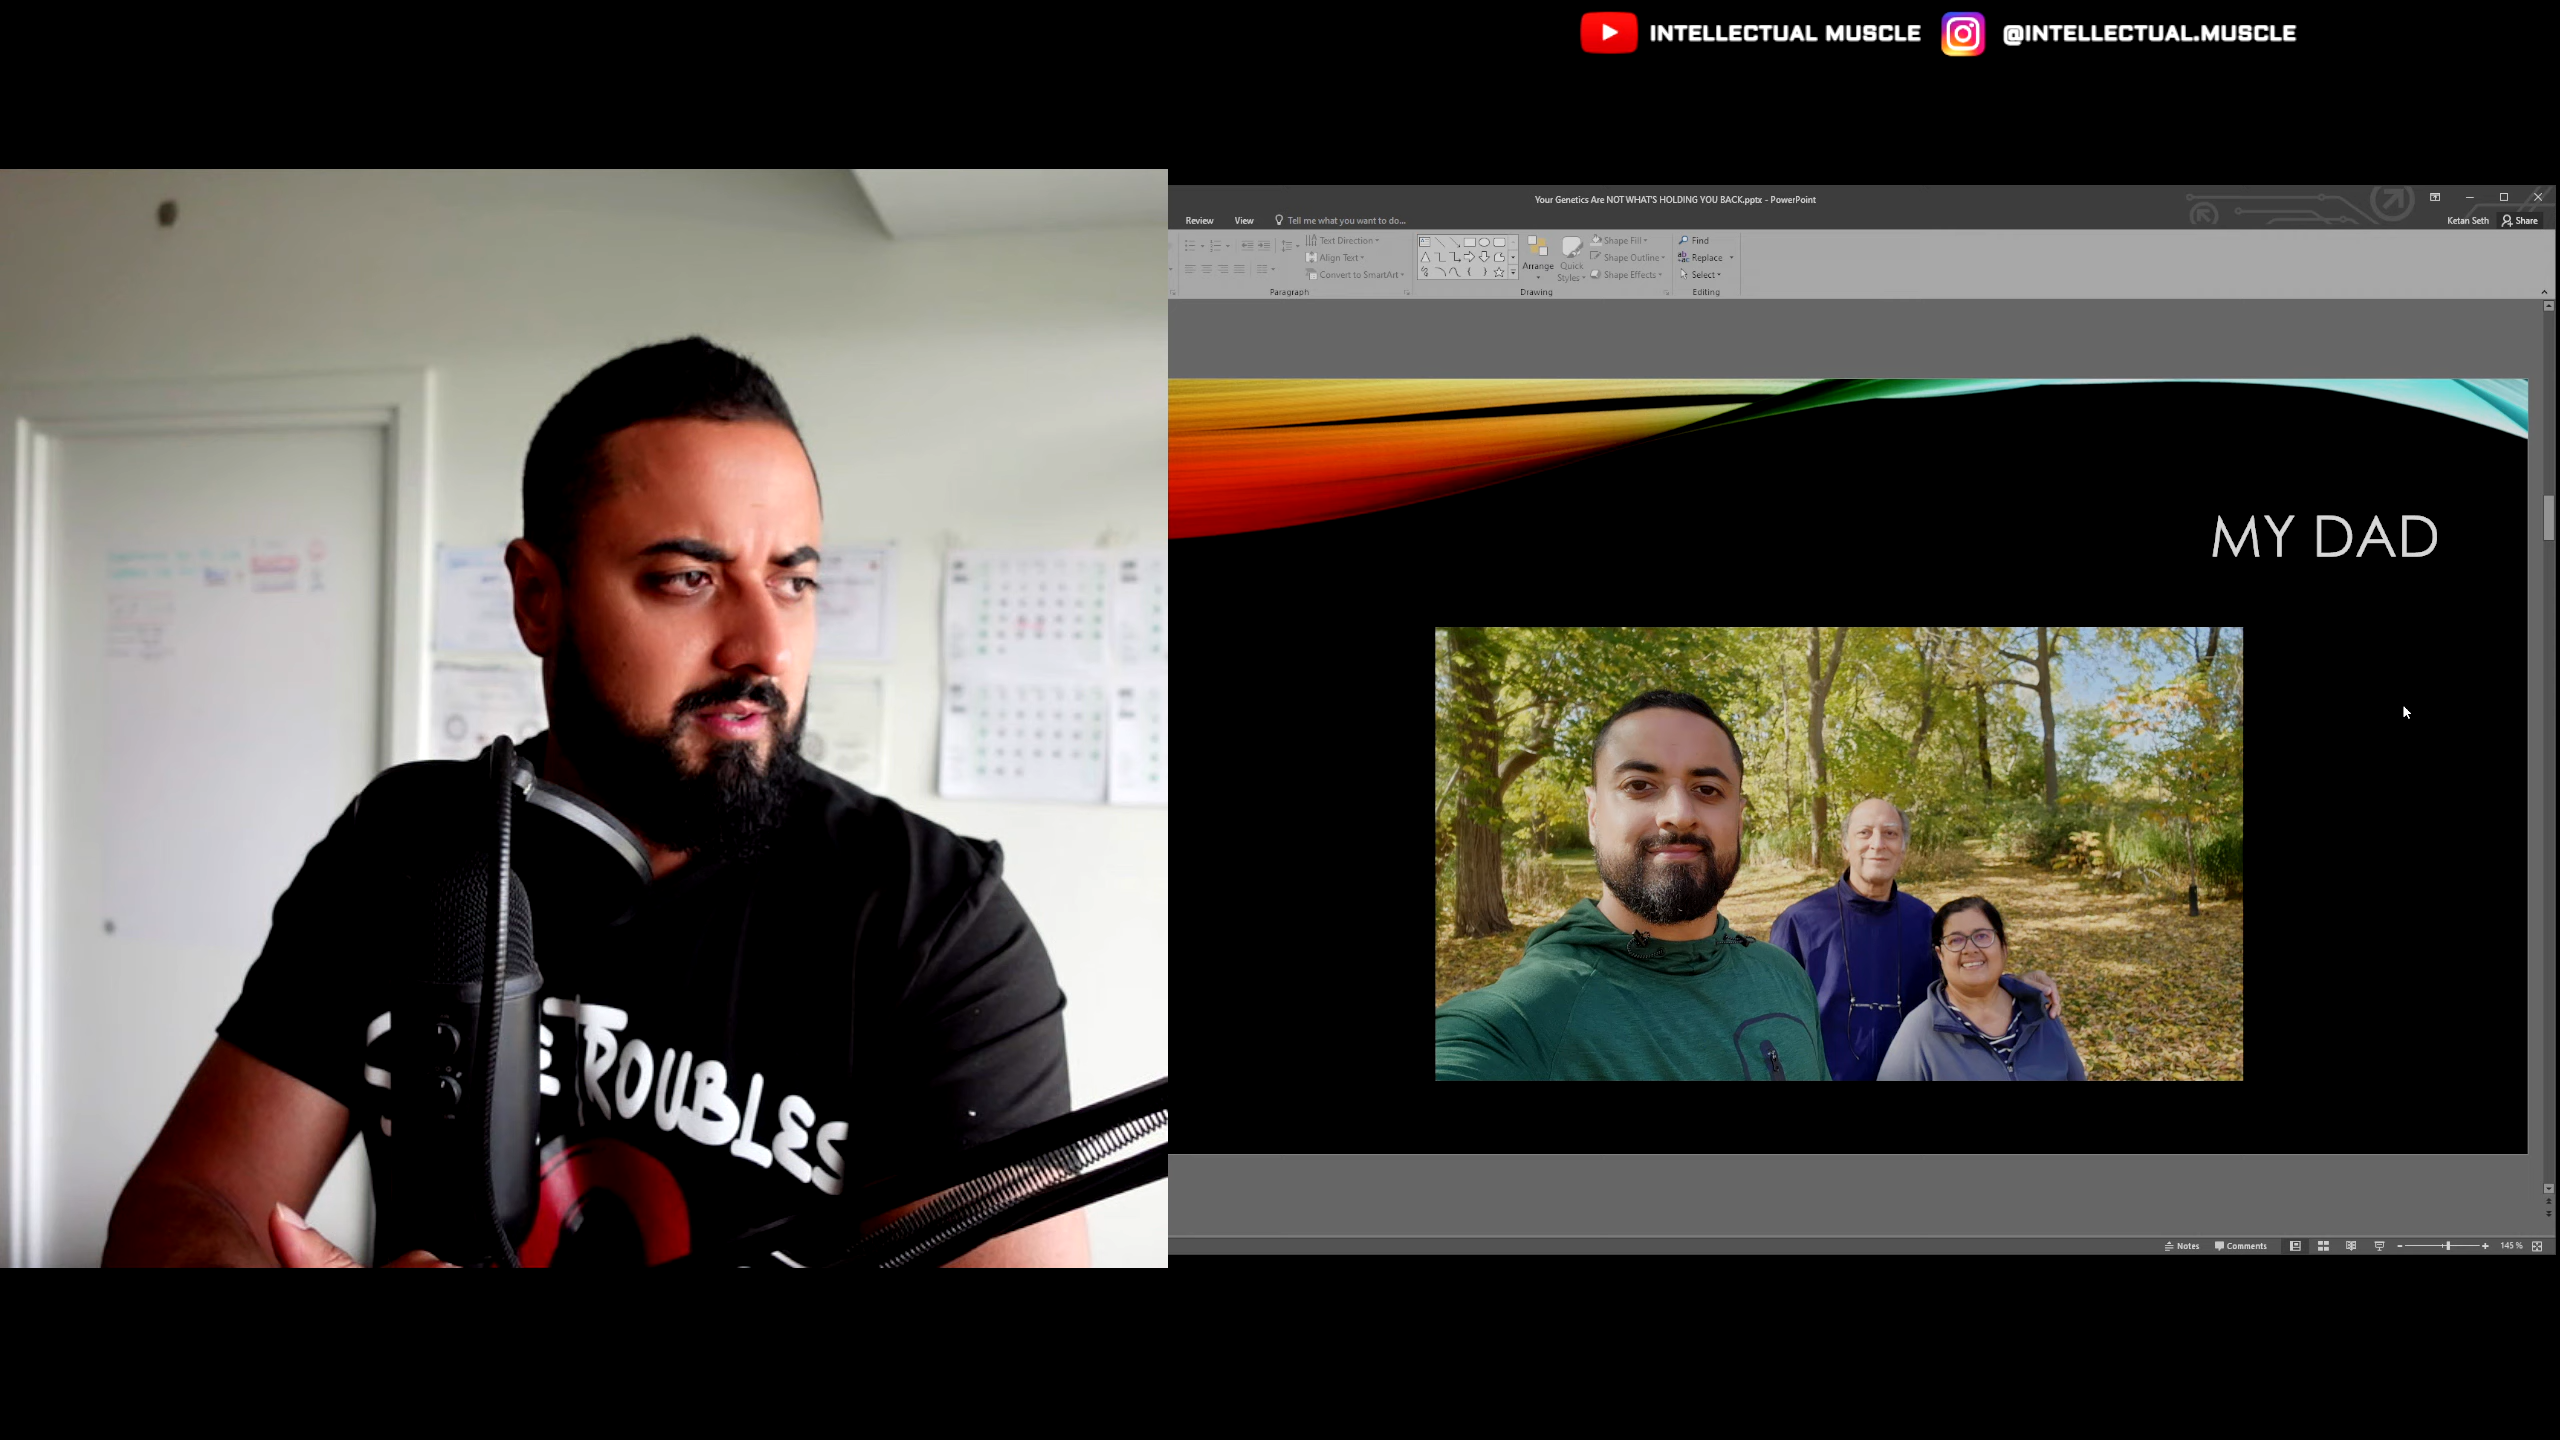 INTELLECTUAL MUSCLE @INTELLECTUAL.MUSCLE
Your Genetics Are NOT WHAT'S HOLDING YOU BACK.pptx - PowerPoint
Review View Tell me what you want to do... Ketan Seth Share
Text Direction Shape Fill Find
Align Text Arrange Quick Shape Outline Replace
Convert to SmartArt Styles Shape Effects Select
Paragraph Drawing Editing
MY DAD
TROUBLES
Notes Comments 145 %